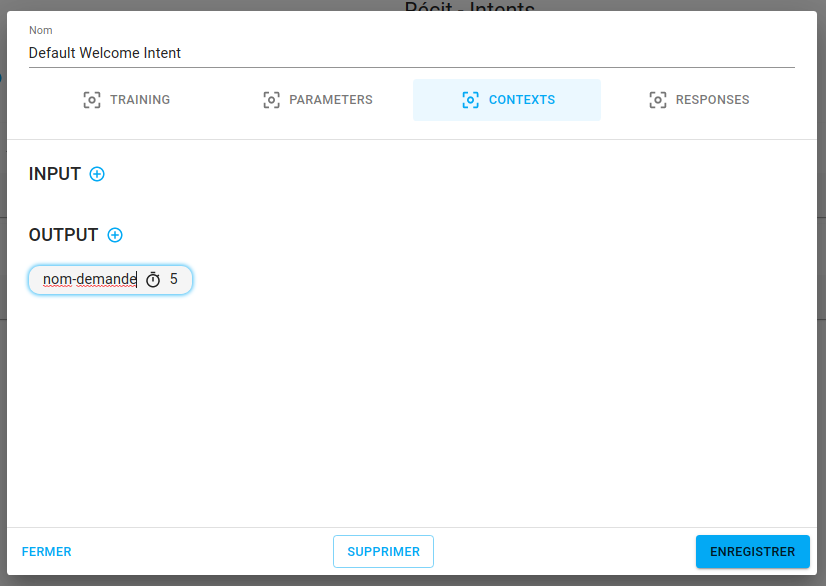 Récit - Intents
Nom
Default Welcome Intent
TRAINING PARAMETERS CONTEXTS RESPONSES
INPUT
OUTPUT
nom-demande 5
FERMER SUPPRIMER ENREGISTRER